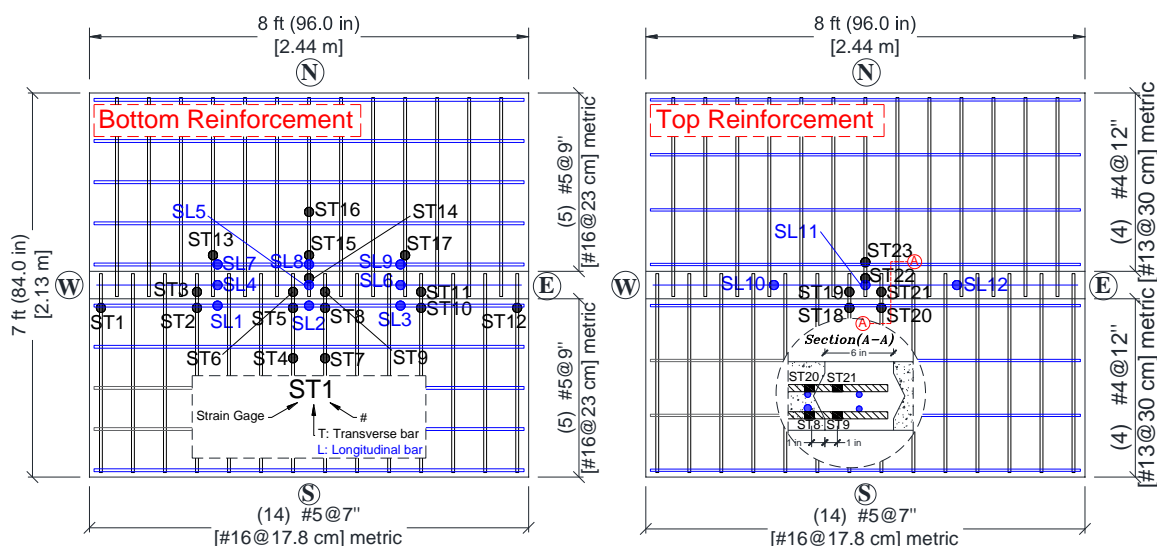 8 ft (96.0 in)
[2.44 m]
N
Bottom Reinforcement
7 ft (84.0 in)
[2.13 m]
(5) #5@9"
[#16@23 cm] metric
ST16
SL5
ST14
ST13
ST15
ST17
SL7
SL8
SL9
W
E
ST3
SL4
SL6
ST11
ST1
ST2
SL1
ST5
SL2
ST8
SL3
ST10
ST12
ST6
ST4
ST7
ST9
ST1
Strain Gage
#
T: Transverse bar
L: Longitudinal bar
(5) #5@9"
[#16@23 cm] metric
S
(14) #5@7"
[#16@17.8 cm] metric
8 ft (96.0 in)
[2.44 m]
N
Top Reinforcement
(4) #4@12"
[#13@30 cm] metric
SL11
ST23
A
W
E
SL10
ST22
SL12
ST19
ST21
ST18
ST20
A
Section(A-A)
6 in
ST20
ST21
ST8
ST9
1 in
1 in
(4) #4@12"
[#13@30 cm] metric
S
(14) #5@7"
[#16@17.8 cm] metric